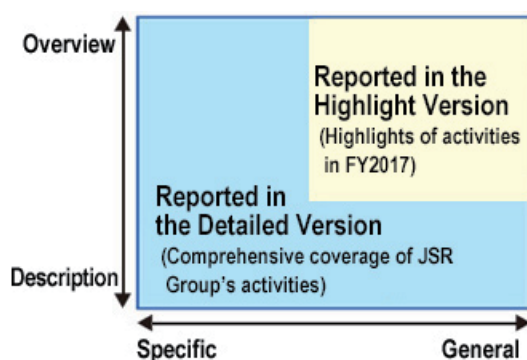 Overview
Reported in the
Highlight Version
(Highlights of activities
in FY2017)
Reported in
the Detailed Version
(Comprehensive coverage of JSR
Group's activities)
Description
Specific
General